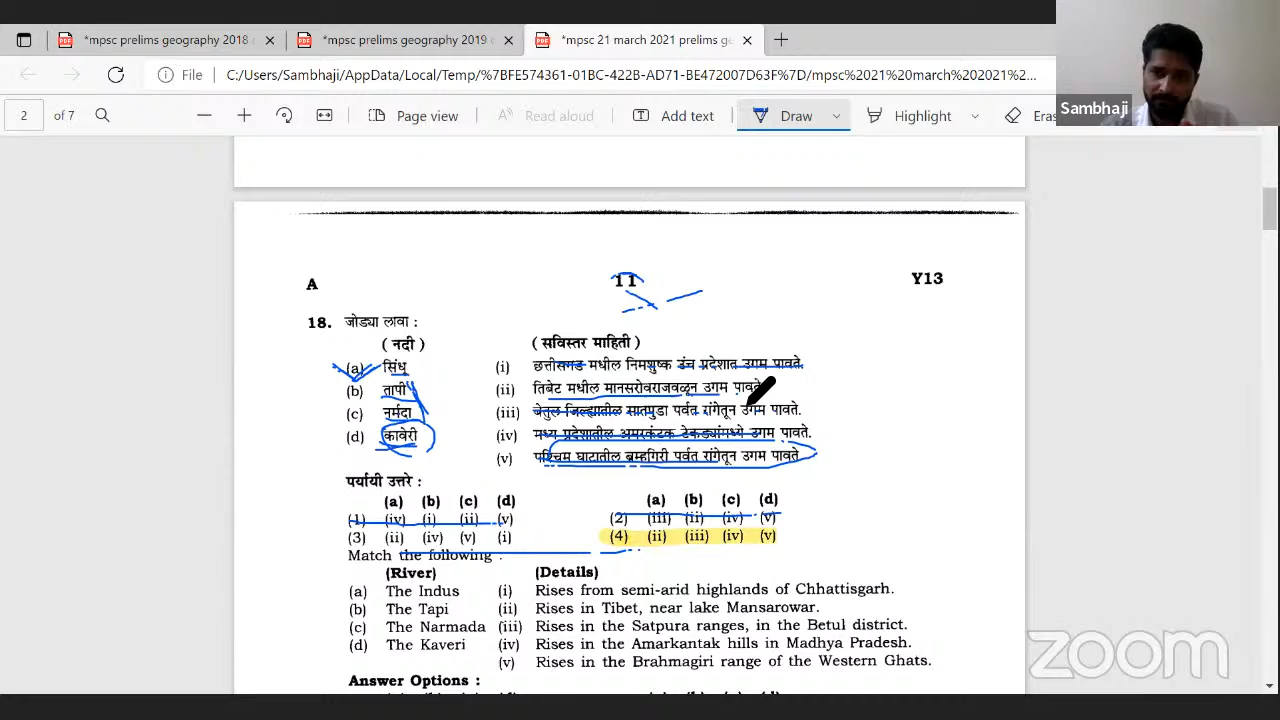 *mpsc prelims geography 2018 × *mpsc prelims geography 2019 × *mpsc 21 march 2021 prelims ge ×
File C:/Users/Sambhaji/AppData/Local/Temp/%7BFE574361-01BC-422B-AD71-BE472007D63F%7D/mpsc%2021%20march%202021%2...
2 of 7 Page view Read aloud Add text Draw Highlight Eras
Sambhaji
A 11 Y13
18. जोड्या लावा :
(नदी) (सविस्तर माहिती)
(a) सिंधू (i) छत्तीसगड मधील निमशुष्क उंच प्रदेशात उगम पावते.
(b) तापी (ii) तिबेट मधील मानसरोवराजवळून उगम पावते
(c) नर्मदा (iii) बेतुल जिल्ह्यातील सातपुडा पर्वत रांगेतून उगम पावते.
(d) कावेरी (iv) मध्य प्रदेशातील अमरकंटक टेकड्यांमध्ये उगम पावते.
(v) पश्चिम घाटातील ब्रम्हगिरी पर्वत रांगेतून उगम पावते
पर्यायी उत्तरे :
(a) (b) (c) (d) (a) (b) (c) (d)
(1) (iv) (i) (ii) (v) (2) (iii) (ii) (iv) (v)
(3) (ii) (iv) (v) (i) (4) (ii) (iii) (iv) (v)
Match the following :
(River) (Details)
(a) The Indus (i) Rises from semi-arid highlands of Chhattisgarh.
(b) The Tapi (ii) Rises in Tibet, near lake Mansarowar.
(c) The Narmada (iii) Rises in the Satpura ranges, in the Betul district.
(d) The Kaveri (iv) Rises in the Amarkantak hills in Madhya Pradesh.
(v) Rises in the Brahmagiri range of the Western Ghats.
Answer Options :
zoom